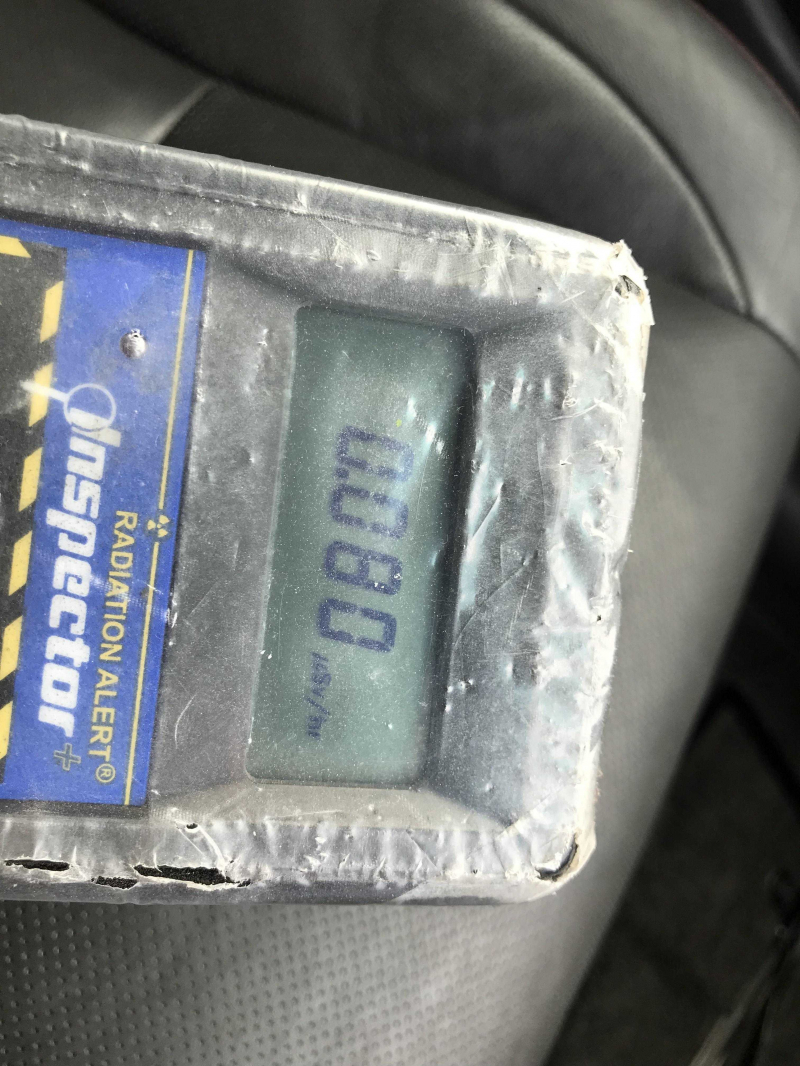 0.080
µSv/hr
RADIATION ALERT®
Inspector+